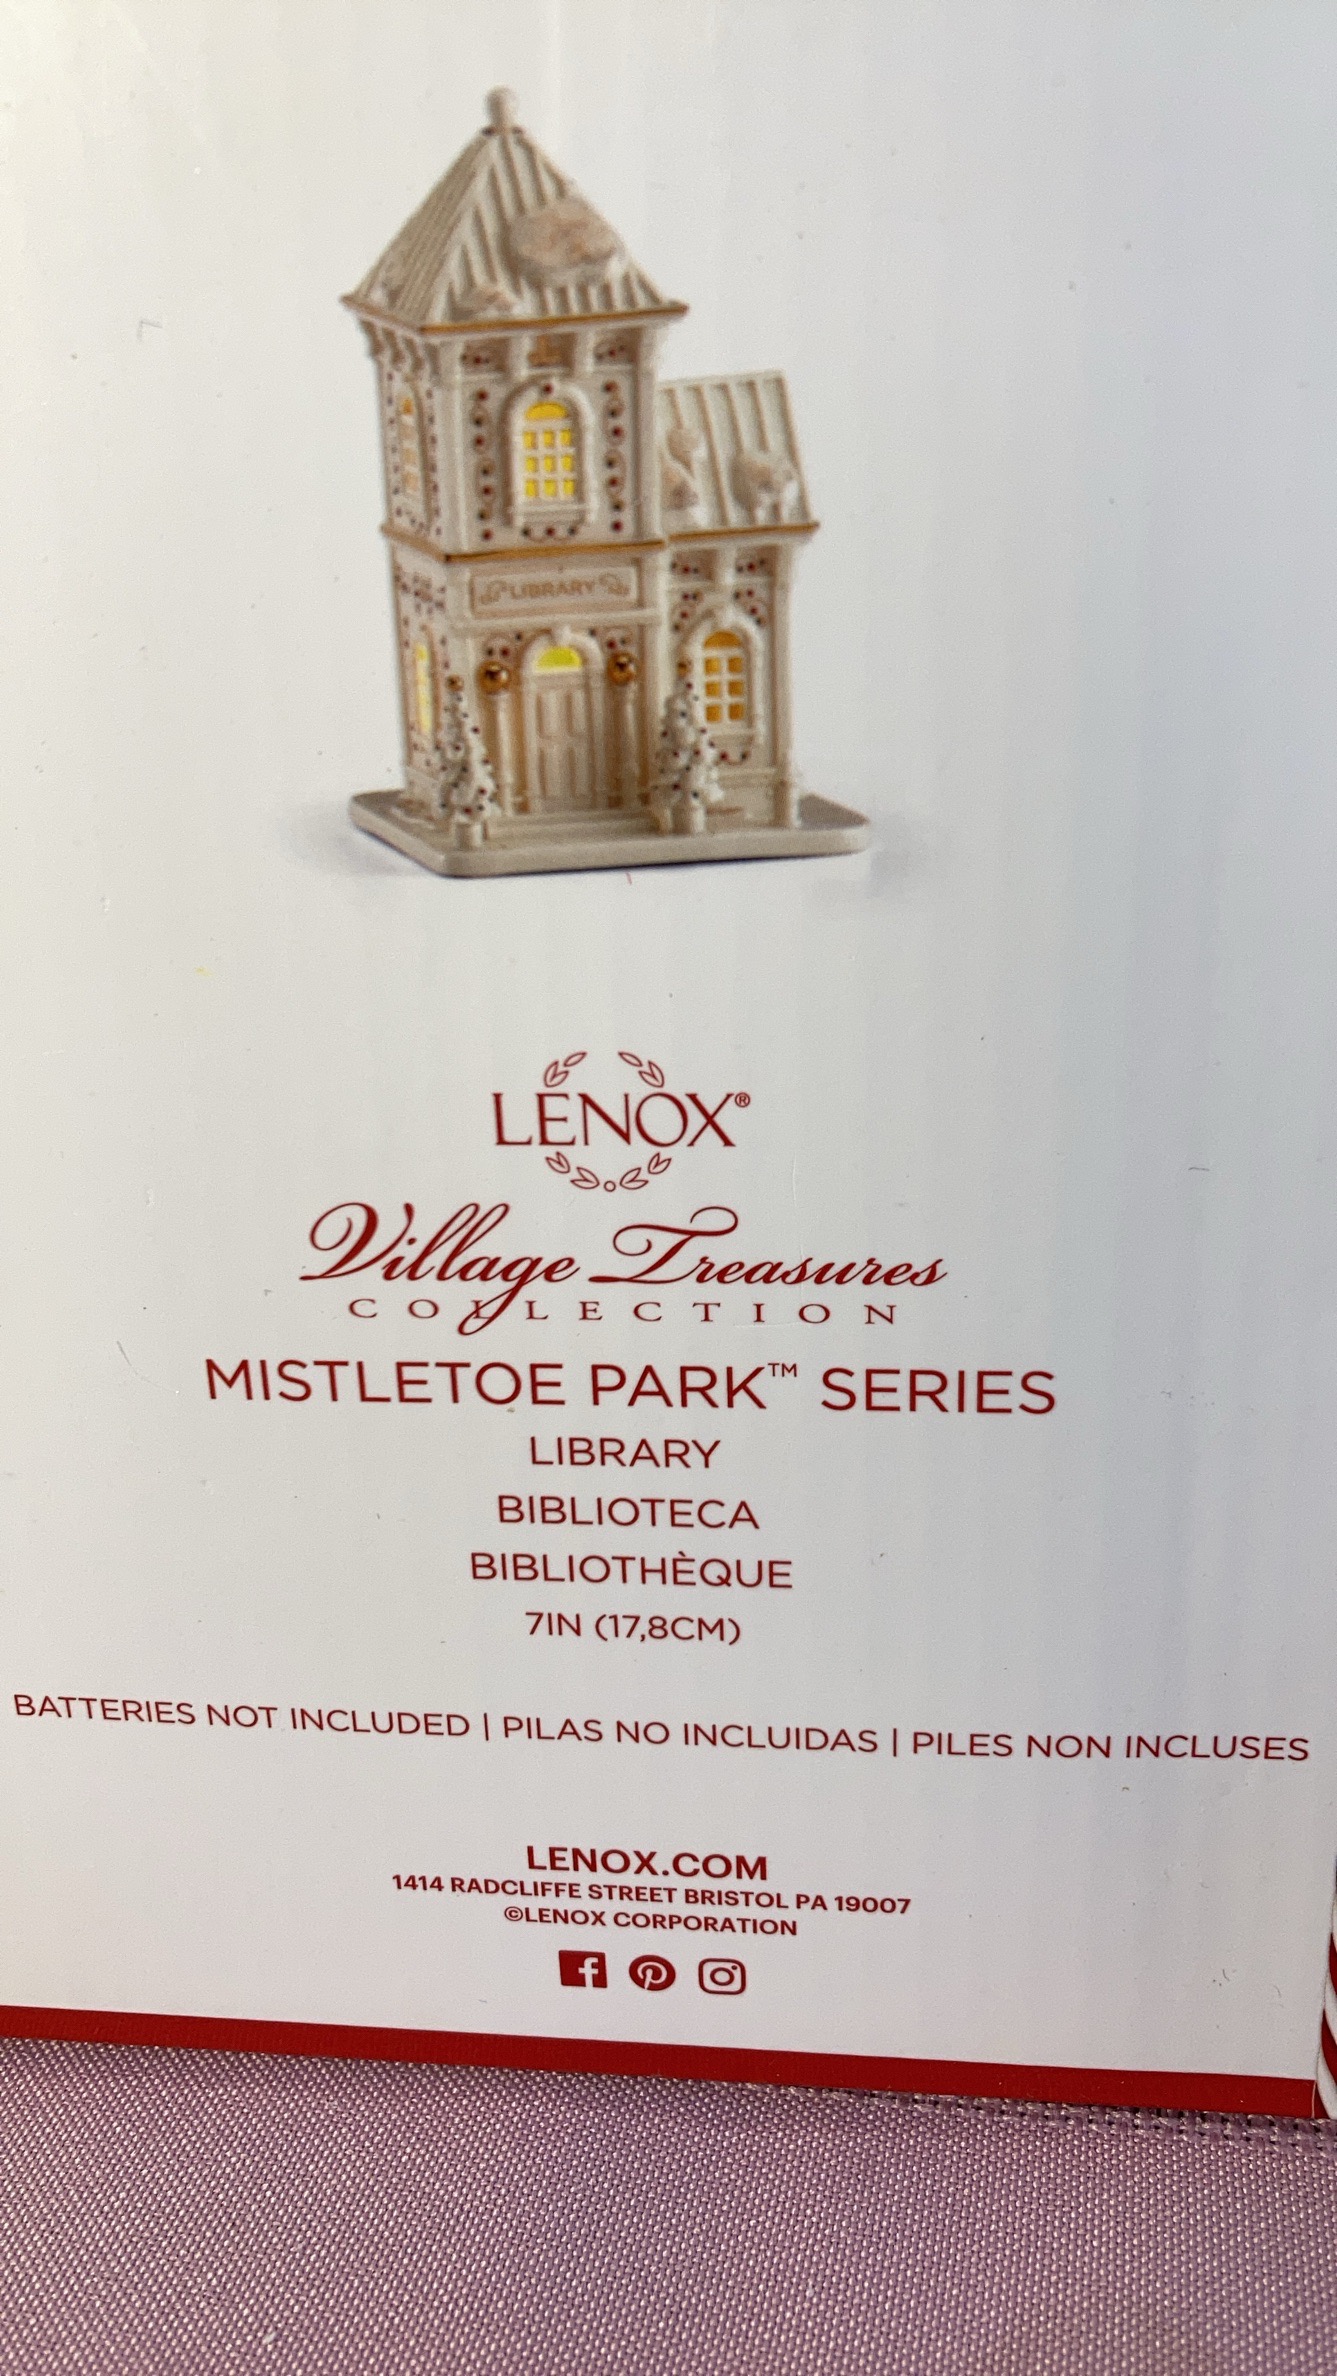 LIBRARY
LENOX®
Village Treasures
COLLECTION
MISTLETOE PARK™ SERIES
LIBRARY
BIBLIOTECA
BIBLIOTHÈQUE
7IN (17,8CM)
BATTERIES NOT INCLUDED | PILAS NO INCLUIDAS | PILES NON INCLUSES
LENOX.COM
1414 RADCLIFFE STREET BRISTOL PA 19007
©LENOX CORPORATION